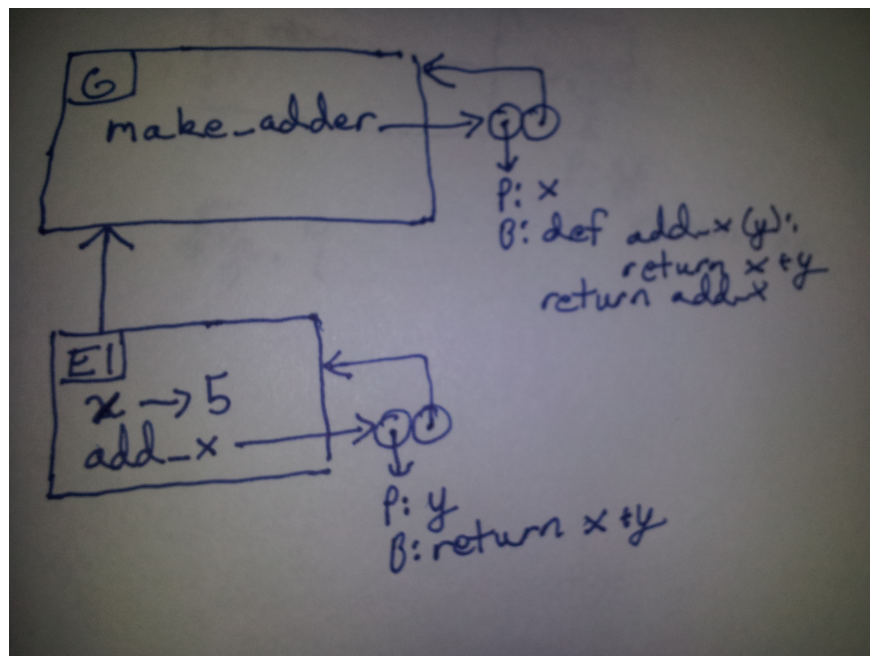 G
make_adder
P: x
B: def add_x(y):
return x+y
return add_x
E1
x → 5
add_x
P: y
B: return x+y